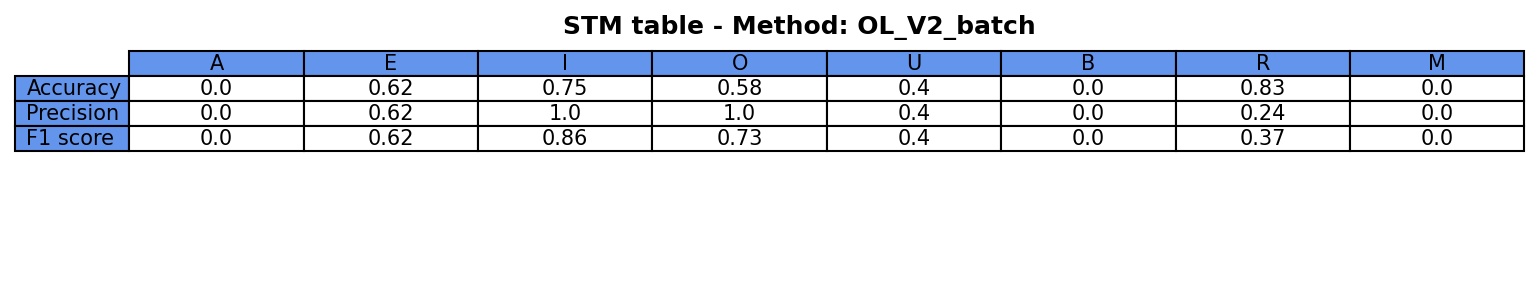 STM table - Method: OL_V2_batch
A E I O U B R M
Accuracy 0.0 0.62 0.75 0.58 0.4 0.0 0.83 0.0
Precision 0.0 0.62 1.0 1.0 0.4 0.0 0.24 0.0
F1 score 0.0 0.62 0.86 0.73 0.4 0.0 0.37 0.0